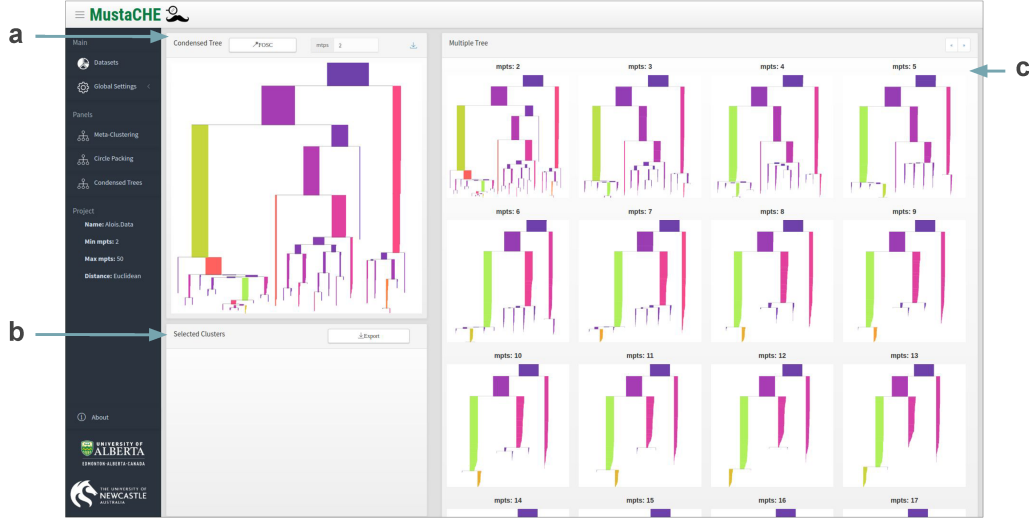 MustaCHE
a
b
c
Main
Datasets
Global Settings
Panels
Meta-Clustering
Circle Packing
Condensed Trees
Project
Name: Alois.Data
Min mpts: 2
Max mpts: 50
Distance: Euclidean
About
UNIVERSITY OF
ALBERTA
EDMONTON·ALBERTA·CANADA
THE UNIVERSITY OF
NEWCASTLE
AUSTRALIA
Condensed Tree
FOSC
mtps 2
Selected Clusters
Export
Multiple Tree
mpts: 2 mpts: 3 mpts: 4 mpts: 5
mpts: 6 mpts: 7 mpts: 8 mpts: 9
mpts: 10 mpts: 11 mpts: 12 mpts: 13
mpts: 14 mpts: 15 mpts: 16 mpts: 17